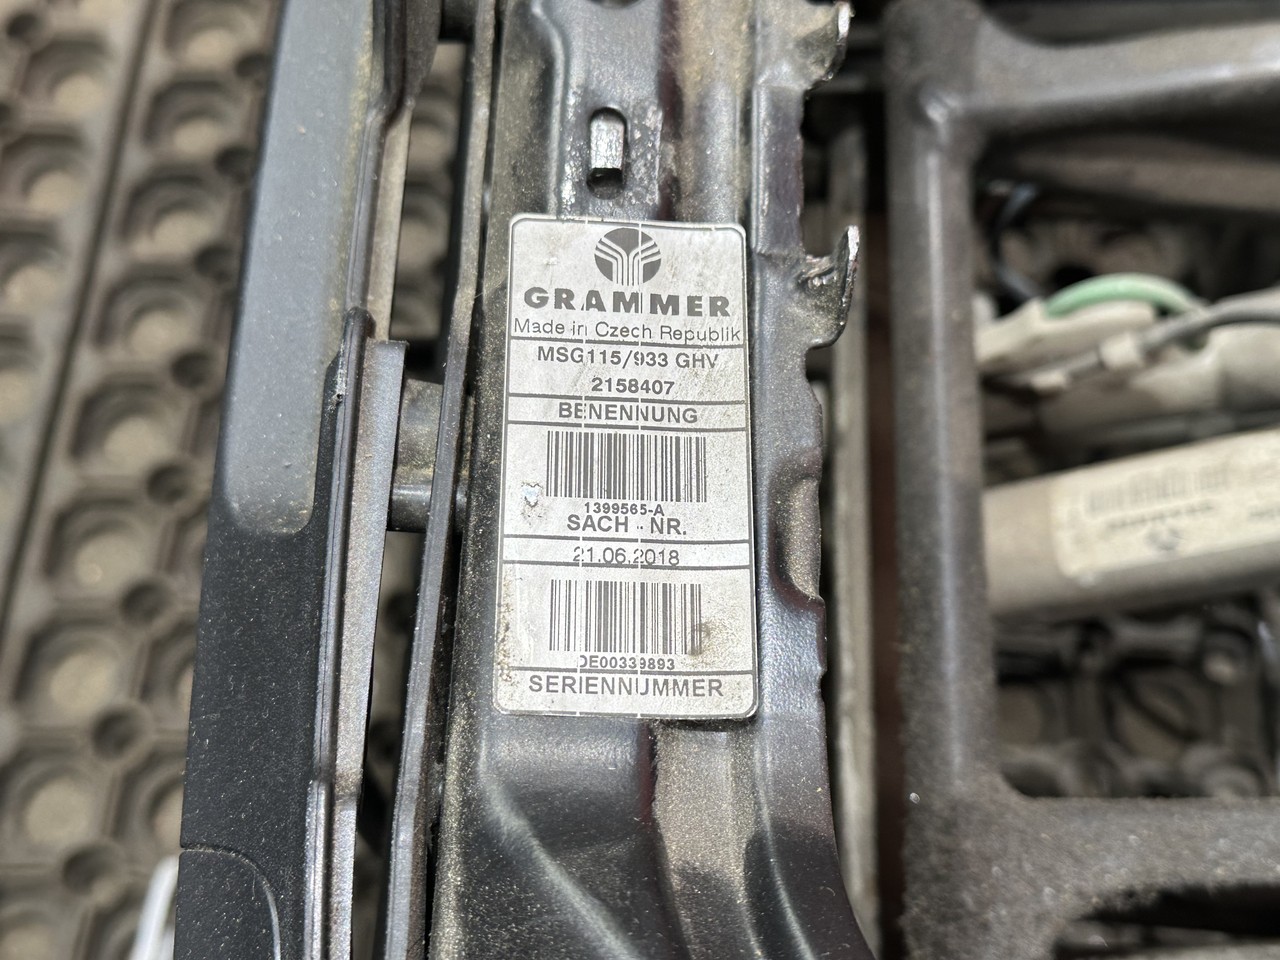 GRAMMER
Made in Czech Republik
MSG115/933 GHV
2158407
BENENNUNG
1399565-A
SACH - NR.
21.06.2018
DE00339893
SERIENNUMMER